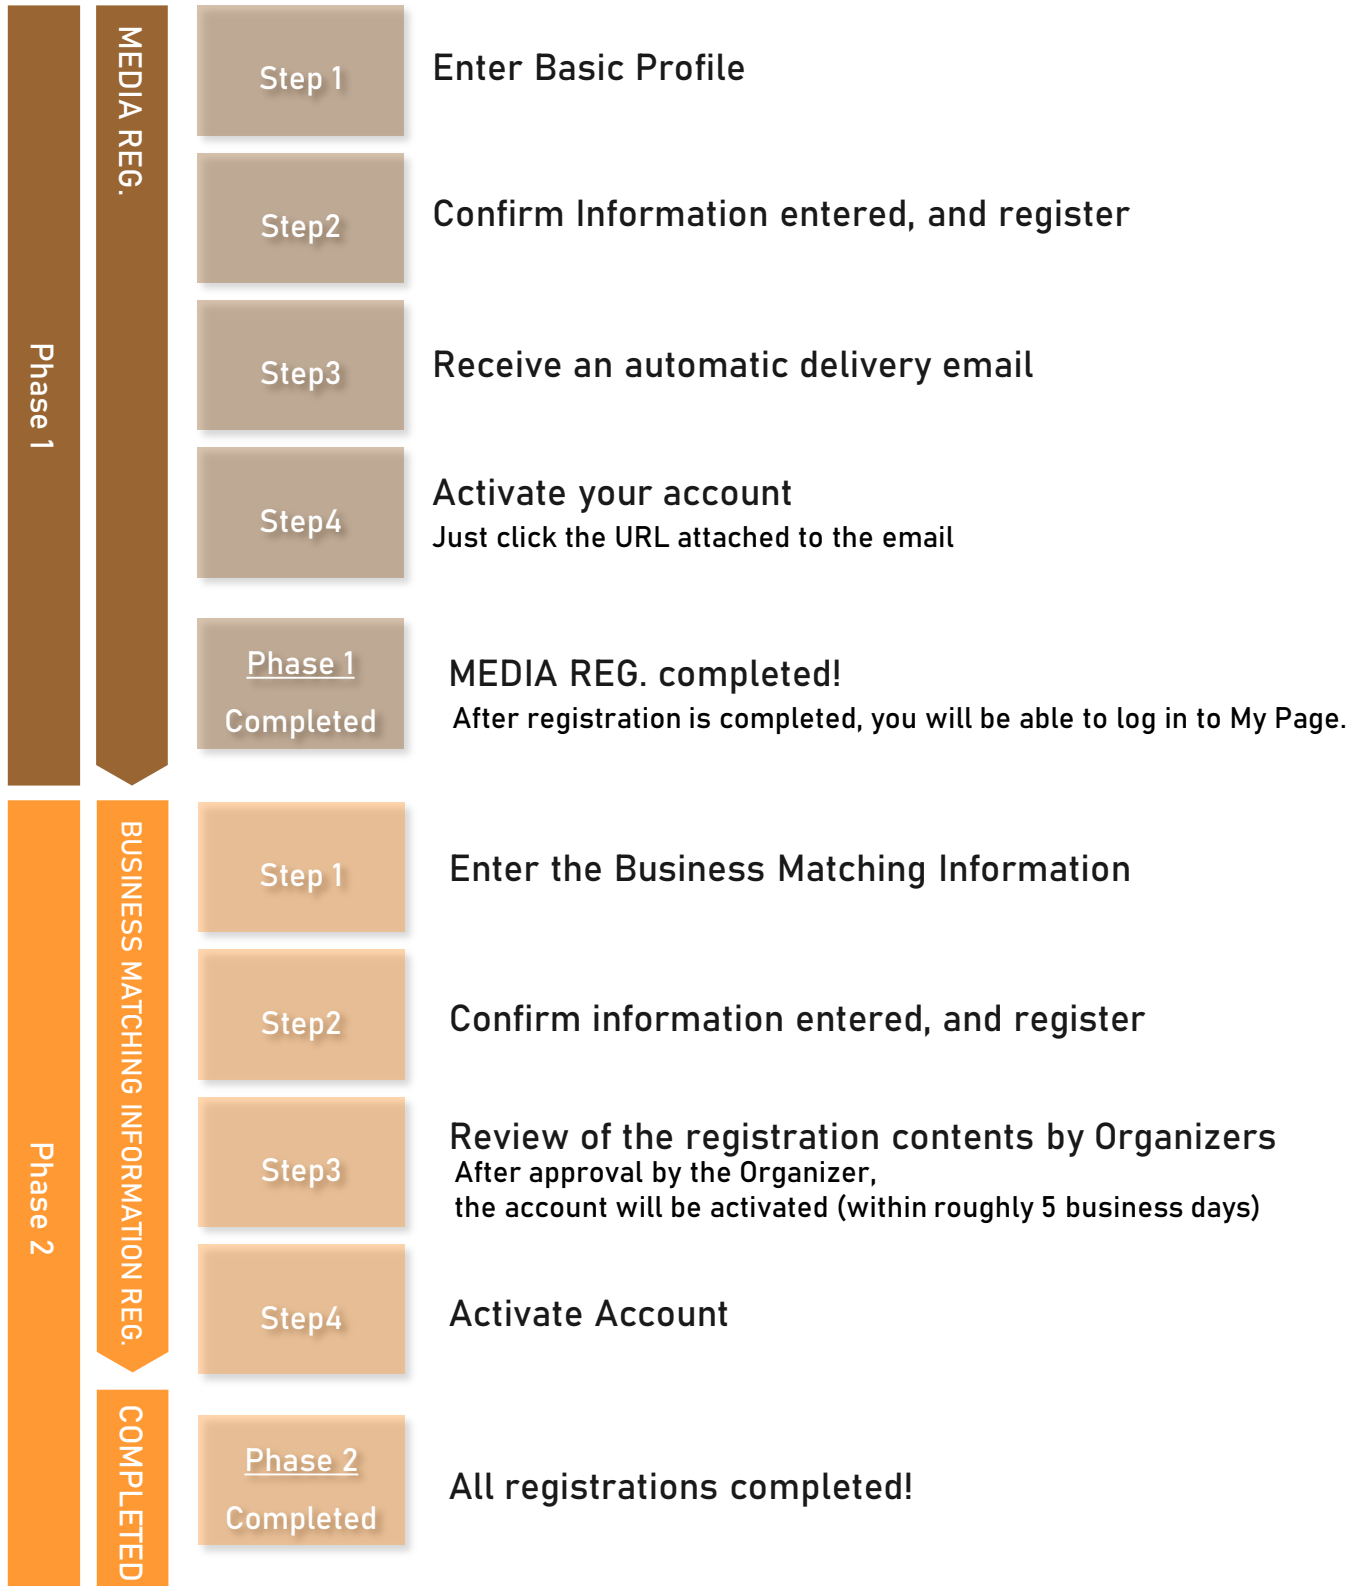 Phase 1
MEDIA REG.
Step 1
Enter Basic Profile
Step2
Confirm Information entered, and register
Step3
Receive an automatic delivery email
Step4
Activate your account
Just click the URL attached to the email
Phase 1
Completed
MEDIA REG. completed!
After registration is completed, you will be able to log in to My Page.
Phase 2
BUSINESS MATCHING INFORMATION REG.
Step 1
Enter the Business Matching Information
Step2
Confirm information entered, and register
Step3
Review of the registration contents by Organizers
After approval by the Organizer,
the account will be activated (within roughly 5 business days)
Step4
Activate Account
COMPLETED
Phase 2
Completed
All registrations completed!